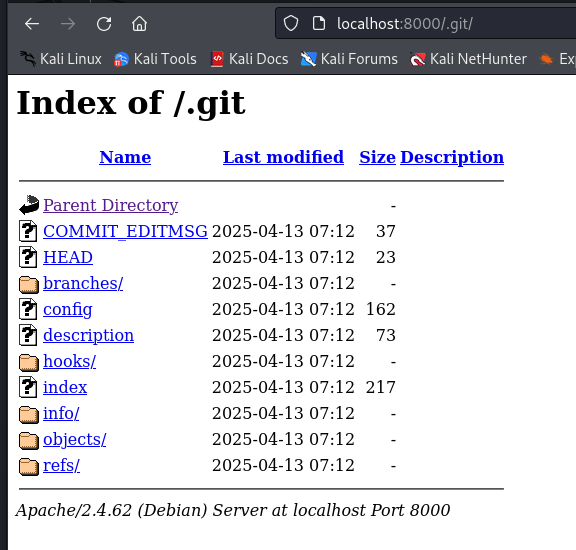 localhost:8000/.git/
Kali Linux Kali Tools Kali Docs Kali Forums Kali NetHunter Exp
Index of /.git
Name Last modified Size Description
Parent Directory -
COMMIT_EDITMSG 2025-04-13 07:12 37
HEAD 2025-04-13 07:12 23
branches/ 2025-04-13 07:12 -
config 2025-04-13 07:12 162
description 2025-04-13 07:12 73
hooks/ 2025-04-13 07:12 -
index 2025-04-13 07:12 217
info/ 2025-04-13 07:12 -
objects/ 2025-04-13 07:12 -
refs/ 2025-04-13 07:12 -
Apache/2.4.62 (Debian) Server at localhost Port 8000